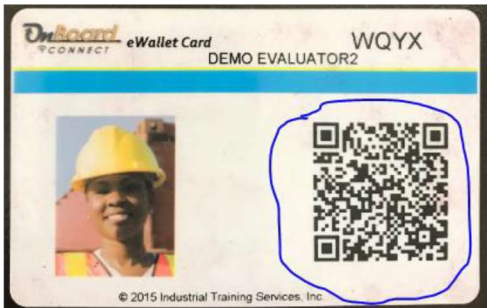 OnBoard
CONNECT
eWallet Card
WQYX
DEMO EVALUATOR2
© 2015 Industrial Training Services, Inc.